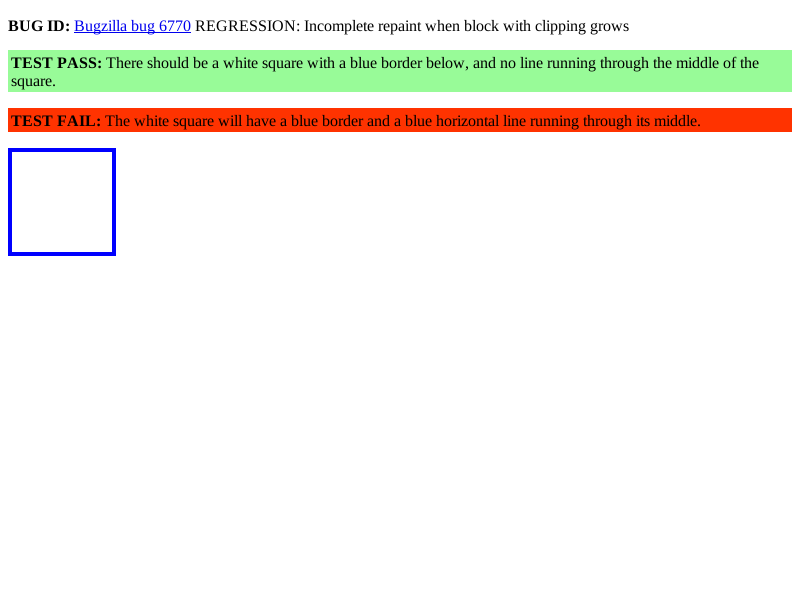 BUG ID: Bugzilla bug 6770 REGRESSION: Incomplete repaint when block with clipping grows
TEST PASS: There should be a white square with a blue border below, and no line running through the middle of the
square.
TEST FAIL: The white square will have a blue border and a blue horizontal line running through its middle.